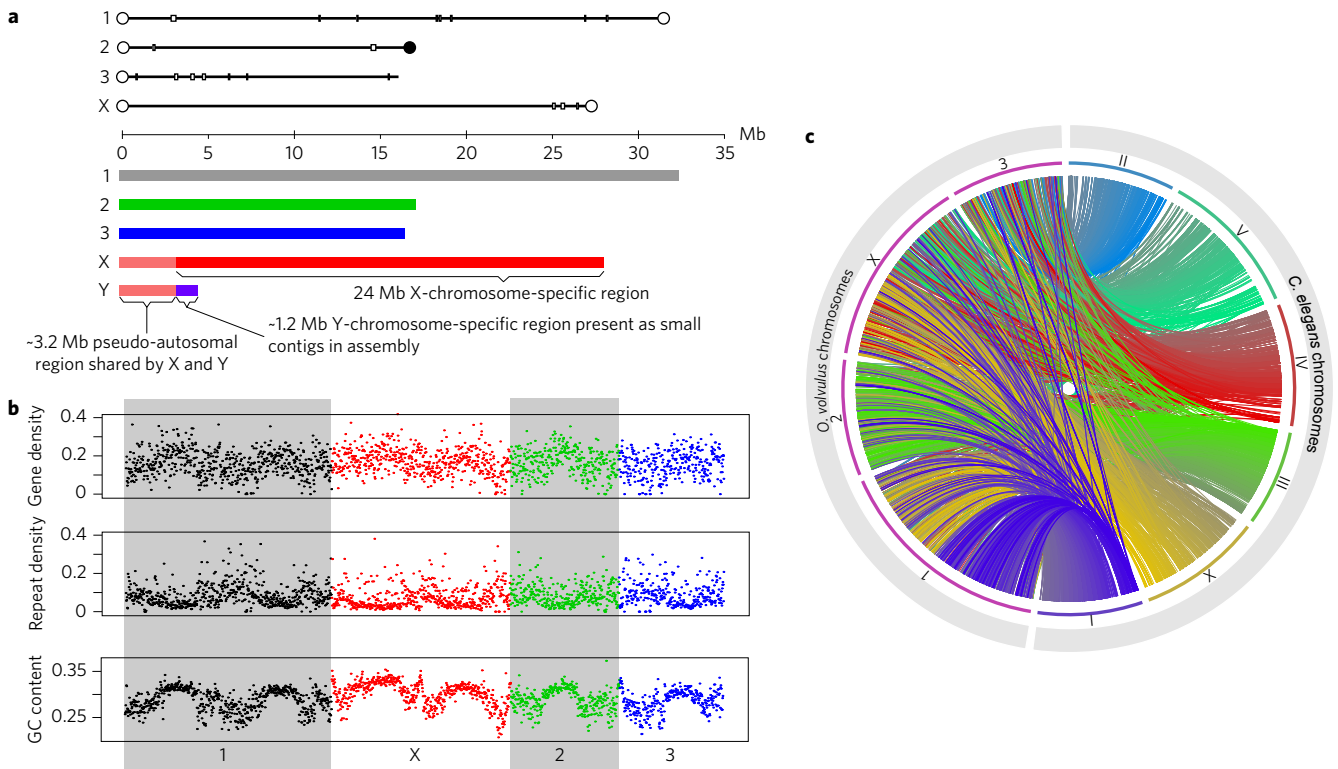 a
1
2
3
X
Mb
0 5 10 15 20 25 30 35
1
2
3
X
Y
24 Mb X-chromosome-specific region
~1.2 Mb Y-chromosome-specific region present as small
contigs in assembly
~3.2 Mb pseudo-autosomal
region shared by X and Y
b
Gene density
0.4
0.2
0
Repeat density
0.4
0.2
0
GC content
0.35
0.25
1 X 2 3
c
O. volvulus chromosomes
C. elegans chromosomes
3
X
2
1
II
V
IV
III
X
I